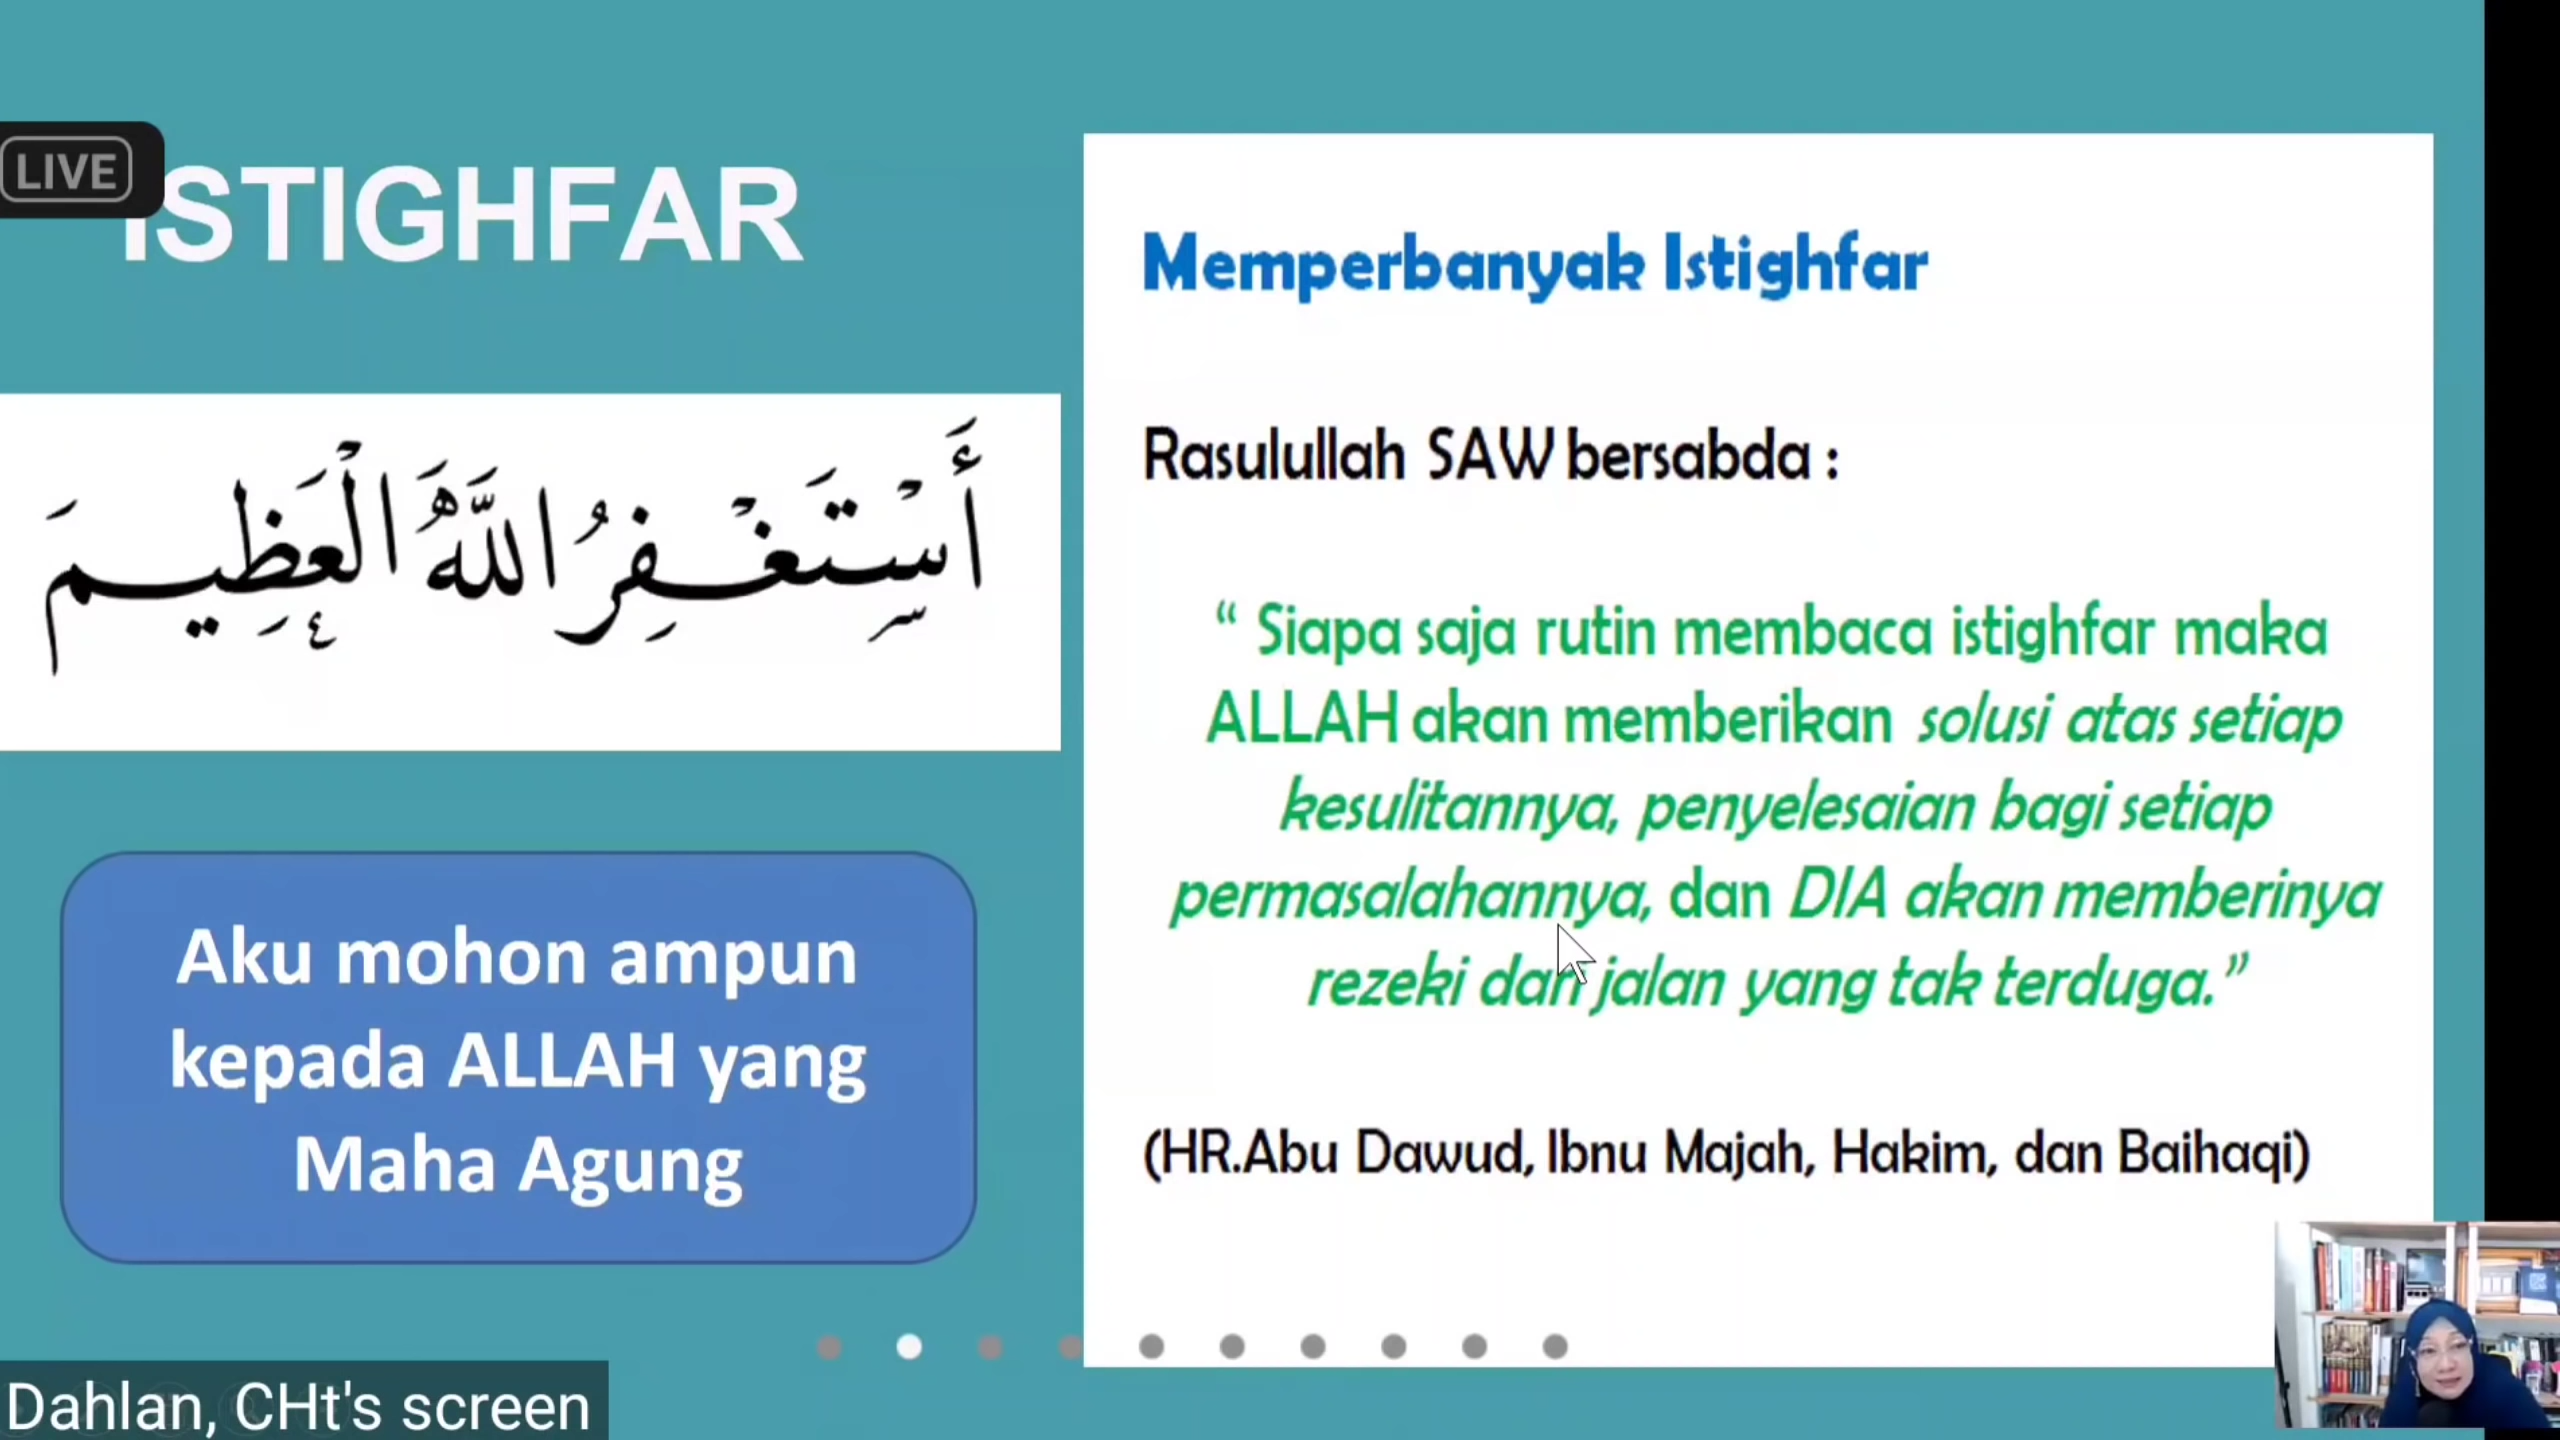 LIVE
ISTIGHFAR
أَسْتَغْفِرُ اللَّهَ الْعَظِيمَ
Aku mohon ampun
kepada ALLAH yang
Maha Agung
Memperbanyak Istighfar
Rasulullah SAW bersabda :
“ Siapa saja rutin membaca istighfar maka
ALLAH akan memberikan solusi atas setiap
kesulitannya, penyelesaian bagi setiap
permasalahannya, dan DIA akan memberinya
rezeki dari jalan yang tak terduga.”
(HR.Abu Dawud, Ibnu Majah, Hakim, dan Baihaqi)
Dahlan, CHt's screen